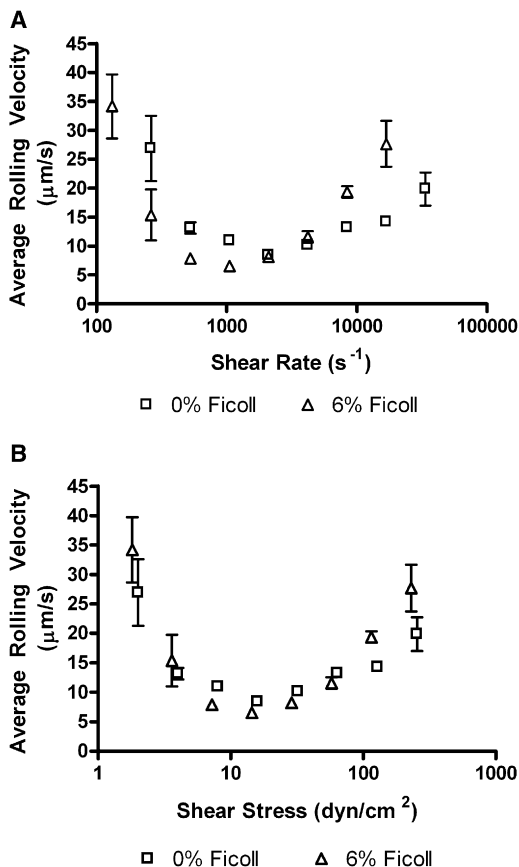 A
Average Rolling Velocity
(μm/s)
45
40
35
30
25
20
15
10
5
0
100
1000
10000
100000
Shear Rate (s⁻¹)
0% Ficoll
6% Ficoll
B
Average Rolling Velocity
(μm/s)
45
40
35
30
25
20
15
10
5
0
1
10
100
1000
Shear Stress (dyn/cm²)
0% Ficoll
6% Ficoll